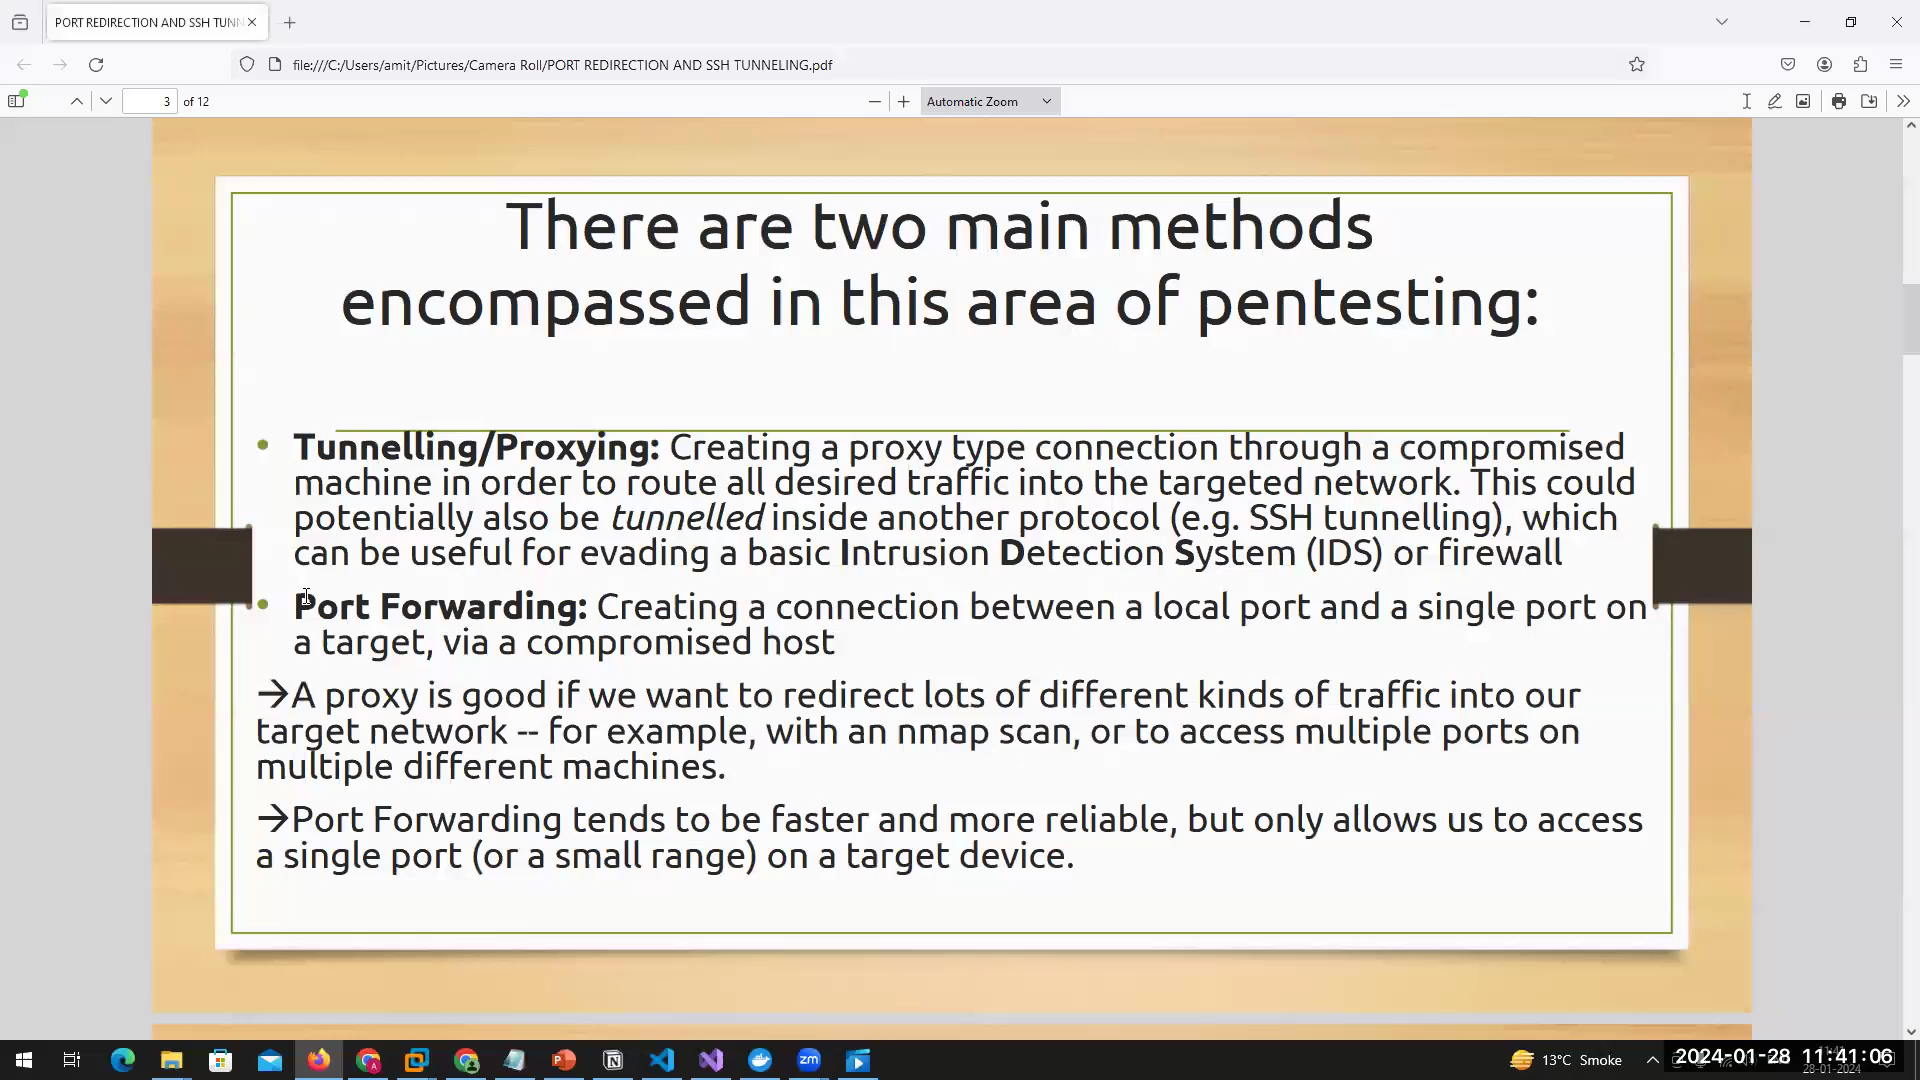 PORT REDIRECTION AND SSH TUNN
file:///C:/Users/amit/Pictures/Camera Roll/PORT REDIRECTION AND SSH TUNNELING.pdf
3 of 12
Automatic Zoom
There are two main methods
encompassed in this area of pentesting:
• Tunnelling/Proxying: Creating a proxy type connection through a compromised
machine in order to route all desired traffic into the targeted network. This could
potentially also be tunnelled inside another protocol (e.g. SSH tunnelling), which
can be useful for evading a basic Intrusion Detection System (IDS) or firewall
• Port Forwarding: Creating a connection between a local port and a single port on
a target, via a compromised host
→A proxy is good if we want to redirect lots of different kinds of traffic into our
target network -- for example, with an nmap scan, or to access multiple ports on
multiple different machines.
→Port Forwarding tends to be faster and more reliable, but only allows us to access
a single port (or a small range) on a target device.
13°C Smoke
2024-01-28 11:41:06
28-01-2024